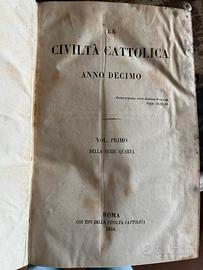 LA
CIVILTÀ CATTOLICA
ANNO DECIMO
VOL. PRIMO
DELLA SERIE QUARTA
ROMA
COI TIPI DELLA CIVILTÀ CATTOLICA
1859.